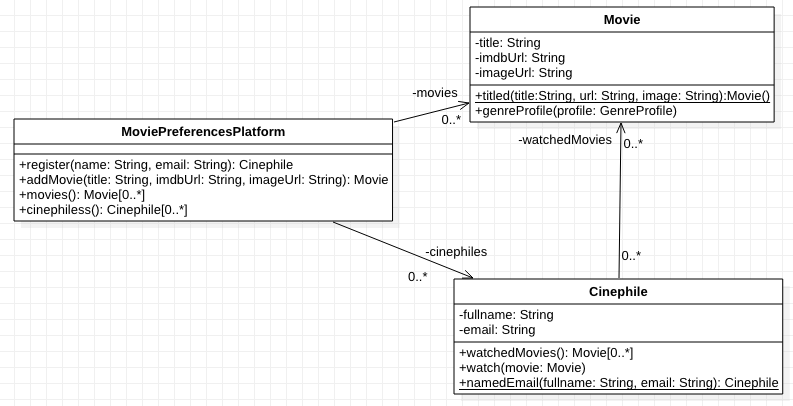 Movie
-title: String
-imdbUrl: String
-imageUrl: String
+titled(title:String, url: String, image: String):Movie()
+genreProfile(profile: GenreProfile)
-movies
0..*
MoviePreferencesPlatform
+register(name: String, email: String): Cinephile
+addMovie(title: String, imdbUrl: String, imageUrl: String): Movie
+movies(): Movie[0..*]
+cinephiless(): Cinephile[0..*]
-watchedMovies
0..*
-cinephiles
0..*
0..*
Cinephile
-fullname: String
-email: String
+watchedMovies(): Movie[0..*]
+watch(movie: Movie)
+namedEmail(fullname: String, email: String): Cinephile